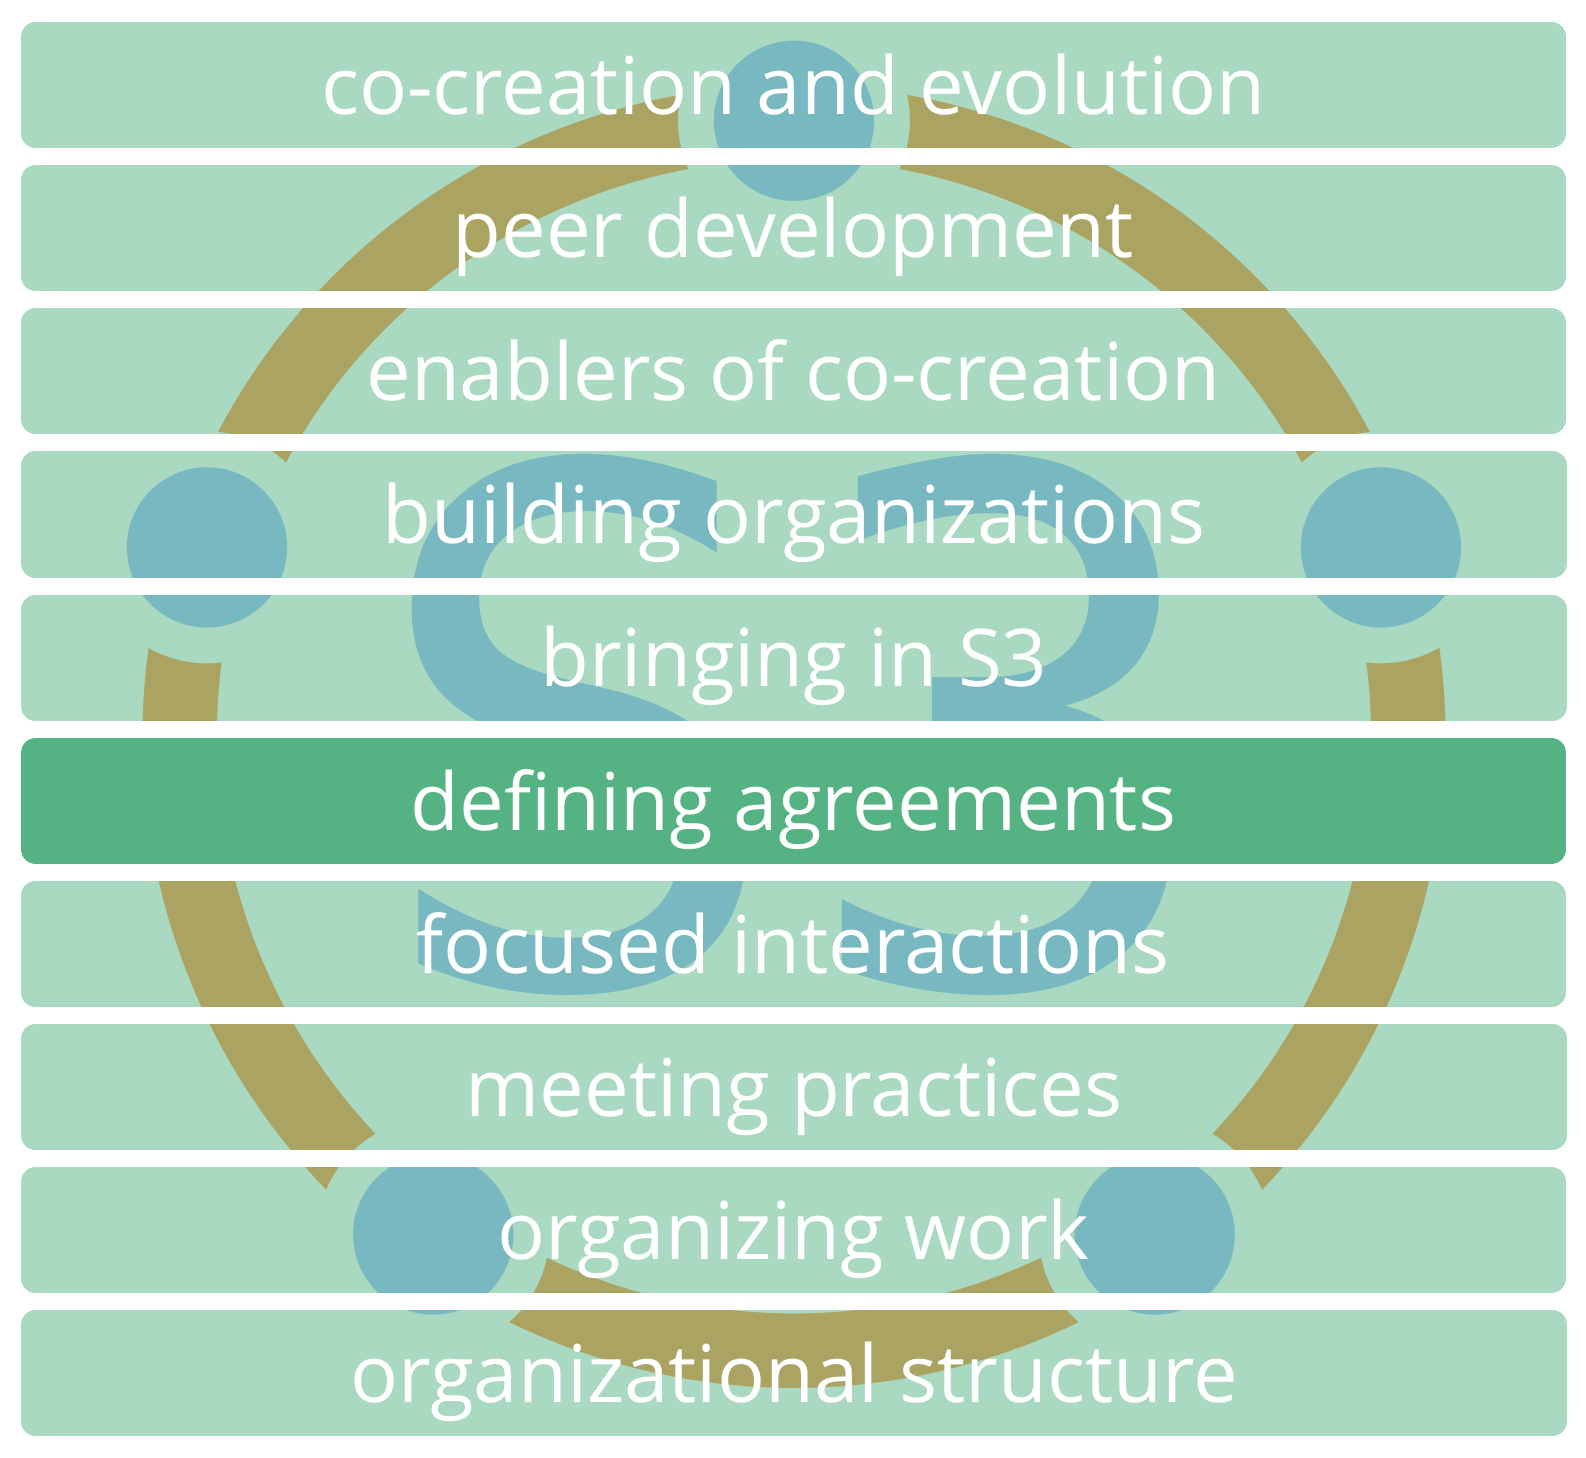 co-creation and evolution
peer development
enablers of co-creation
building organizations
bringing in S3
defining agreements
focused interactions
meeting practices
organizing work
organizational structure
S3